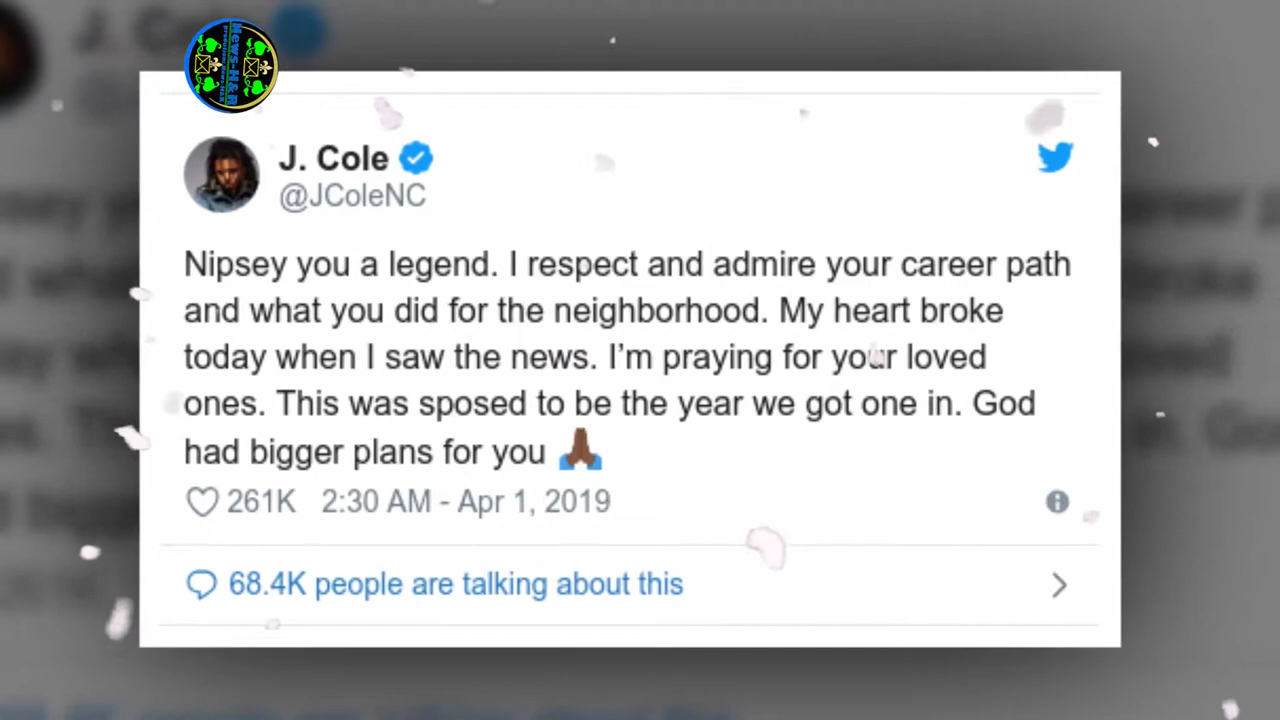 News-H&R
J. Cole
@JColeNC
Nipsey you a legend. I respect and admire your career path
and what you did for the neighborhood. My heart broke
today when I saw the news. I’m praying for your loved
ones. This was sposed to be the year we got one in. God
had bigger plans for you 🙏🏾
261K 2:30 AM - Apr 1, 2019
68.4K people are talking about this